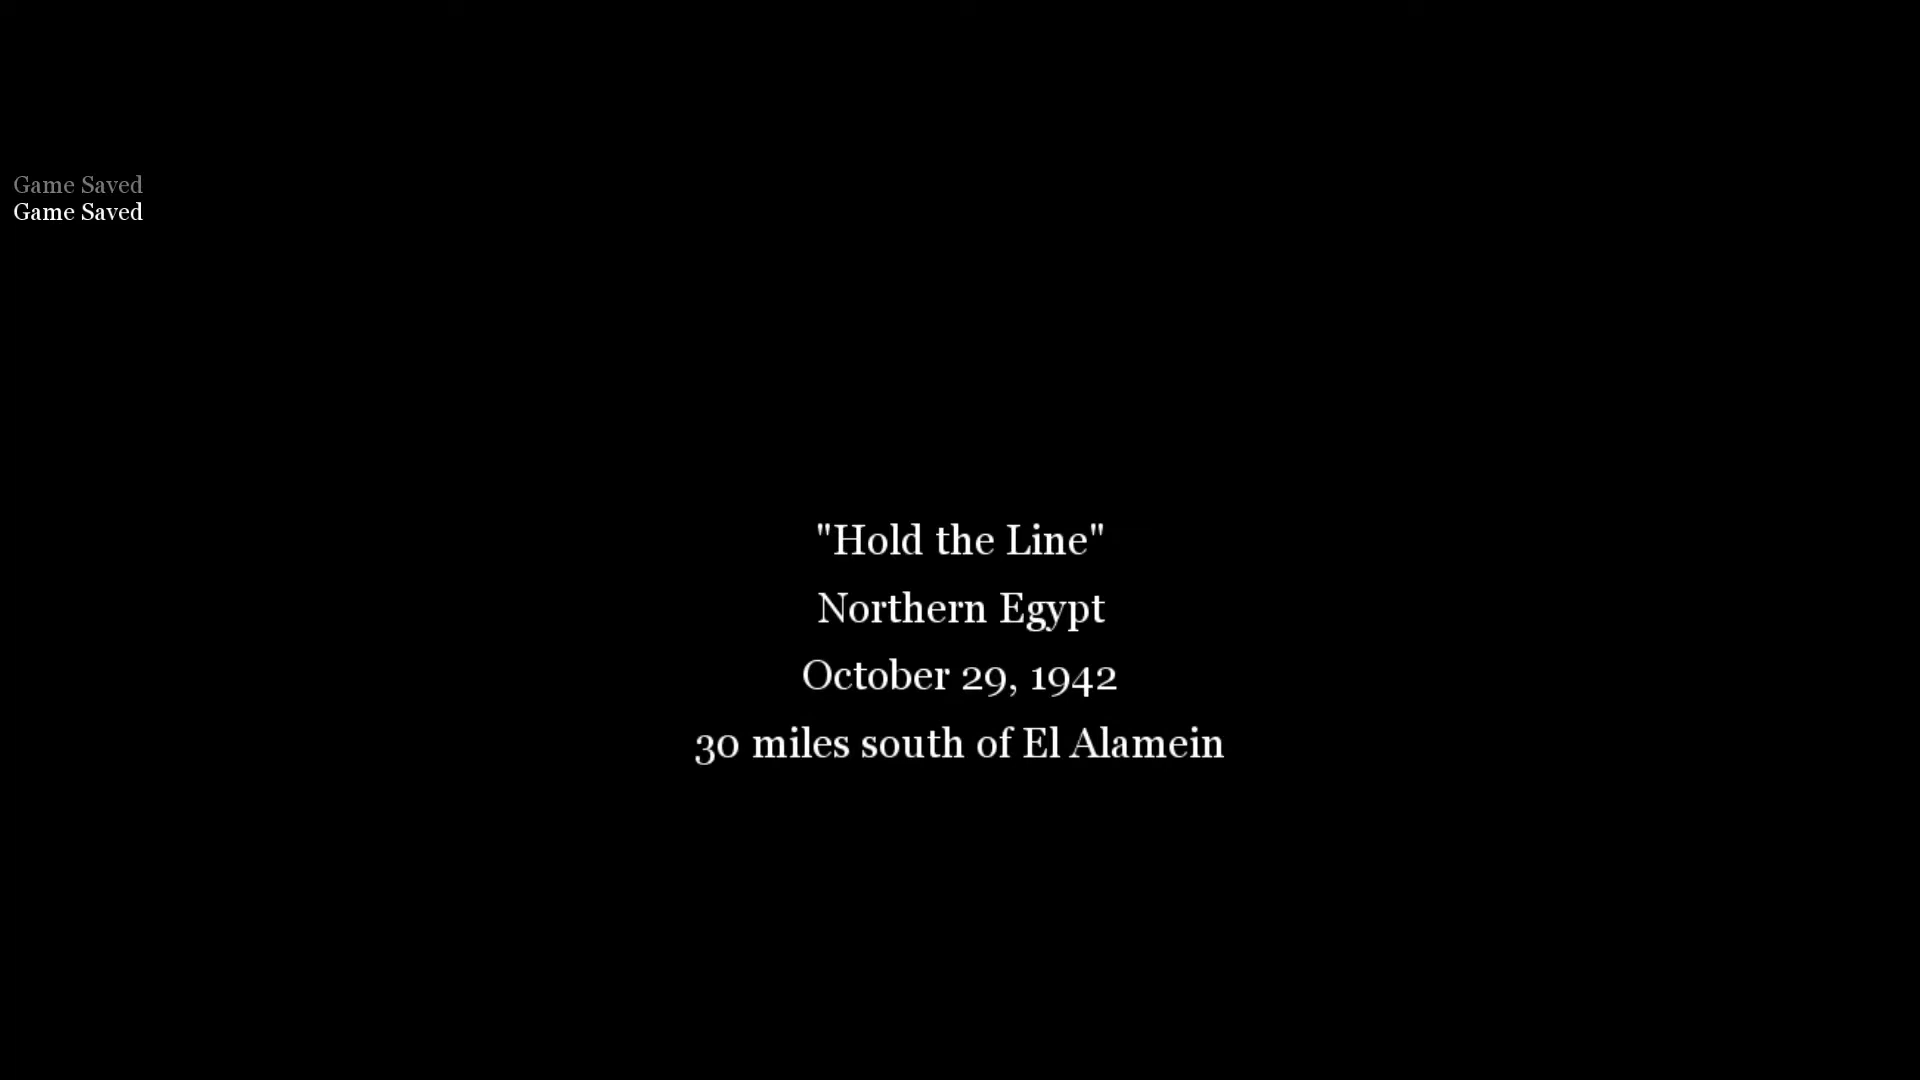 Game Saved
Game Saved
"Hold the Line"
Northern Egypt
October 29, 1942
30 miles south of El Alamein